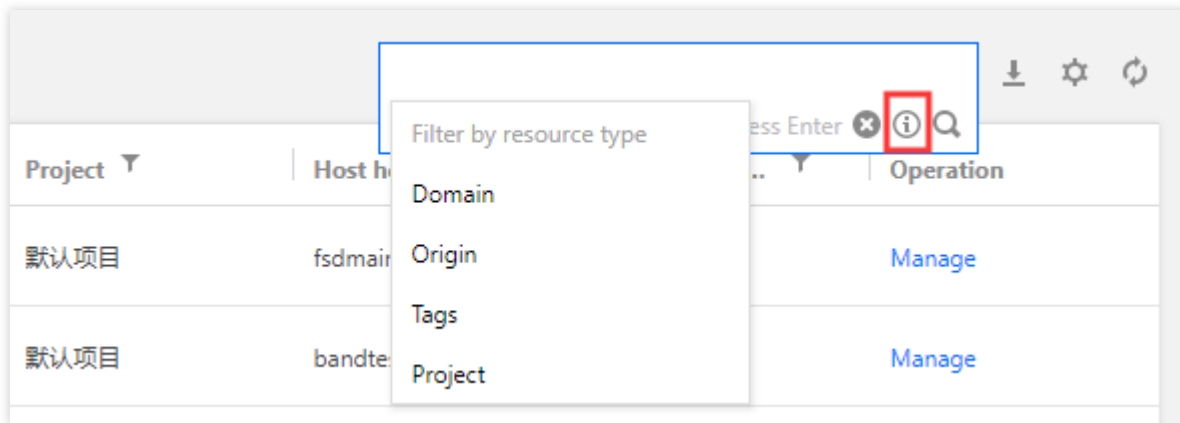 Enter
Filter by resource type
Domain
Origin
Tags
Project
Project
Host
..
Operation
默认项目
Manage
默认项目
Manage